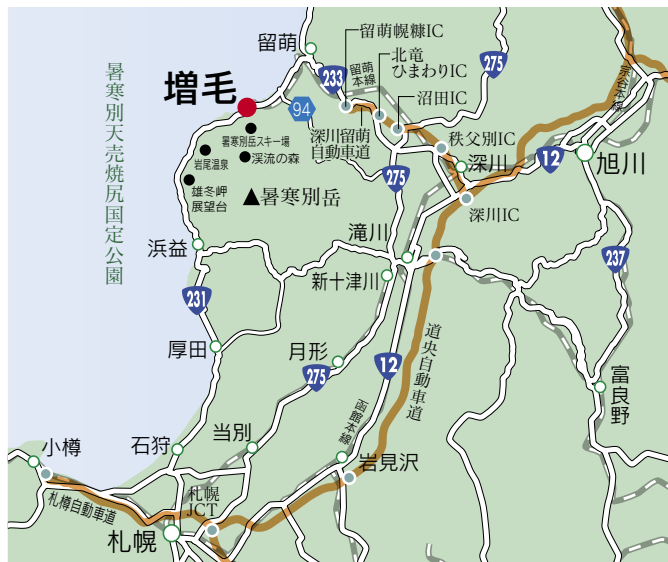 留萌
留萌幌糠IC
北竜
ひまわりIC
沼田IC
275
233
留萌
本線
宗谷本線
増毛
94
暑寒別天売焼尻国定公園
暑寒別岳スキー場
渓流の森
岩尾温泉
深川留萌
自動車道
秩父別IC
深川
12
旭川
雄冬岬
展望台
暑寒別岳
275
深川IC
浜益
滝川
新十津川
237
231
厚田
月形
275
12
道央自動車道
富良野
函館本線
小樽
石狩
当別
岩見沢
札樽自動車道
札幌
JCT
札幌